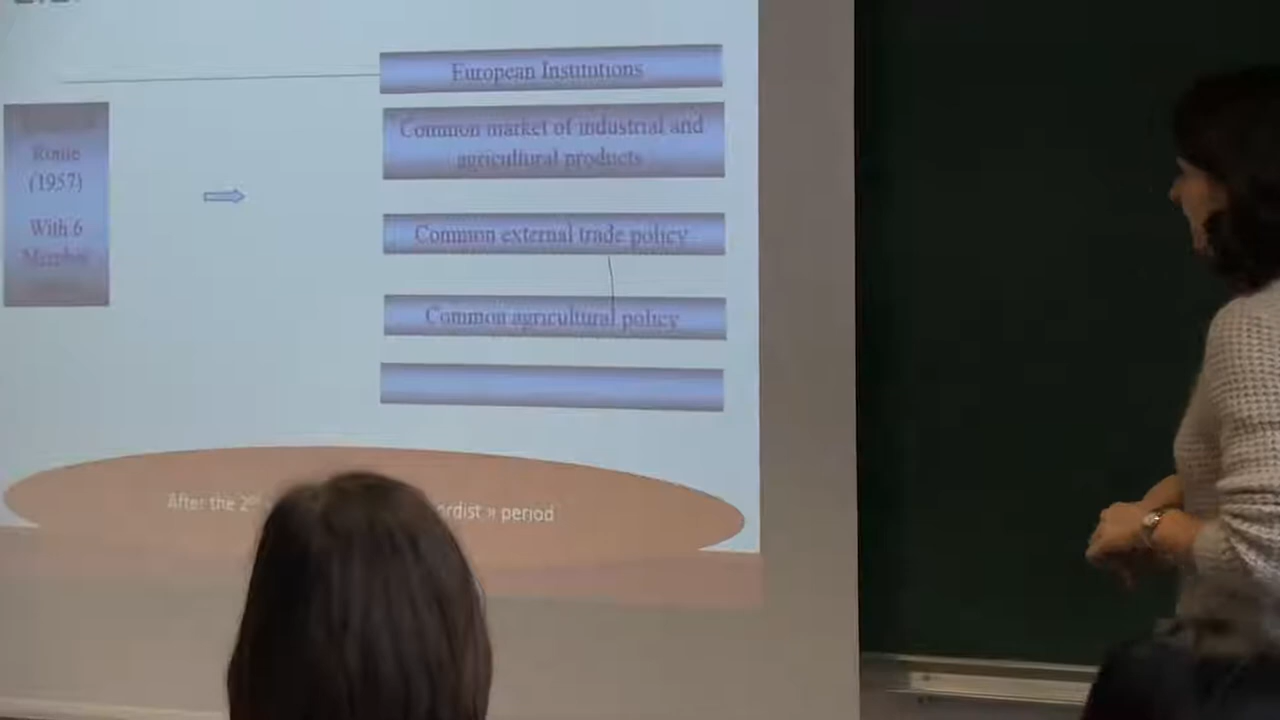 Rome
(1957)
With 6
European Institutions
Common market of industrial and
agricultural products
Common external trade policy
Common agricultural policy
After the 2nd ordist » period